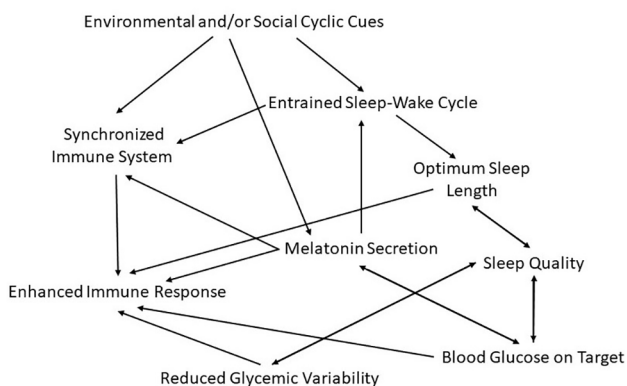 Environmental and/or Social Cyclic Cues
Entrained Sleep-Wake Cycle
Synchronized
Immune System
Optimum Sleep
Length
Melatonin Secretion
Sleep Quality
Enhanced Immune Response
Blood Glucose on Target
Reduced Glycemic Variability